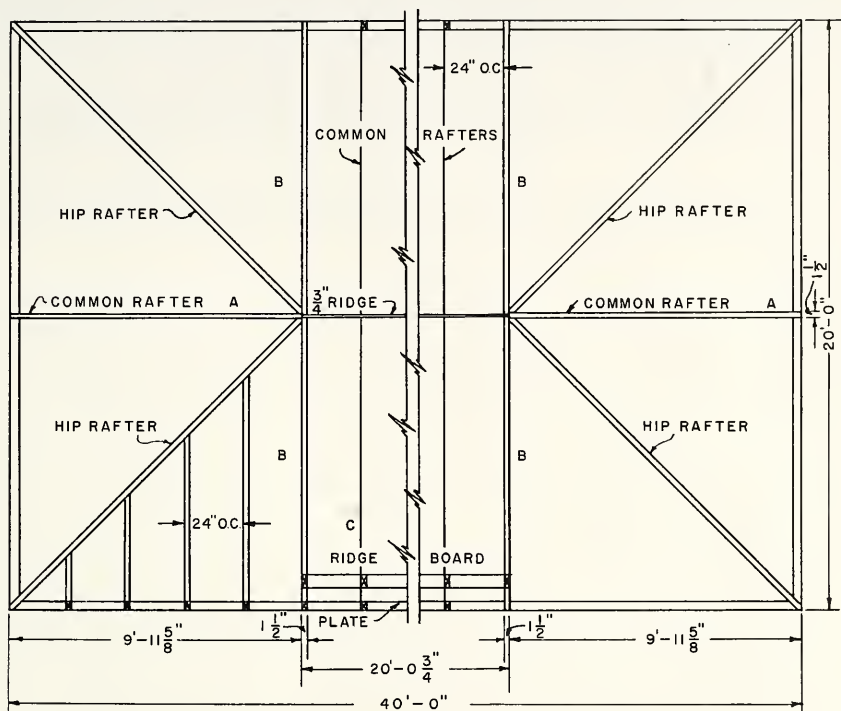 24" O.C
COMMON RAFTERS
B B
HIP RAFTER HIP RAFTER
1 1/2"
COMMON RAFTER A 3/4" RIDGE COMMON RAFTER A
20'-0"
HIP RAFTER B B HIP RAFTER
24" O.C.
C
RIDGE BOARD
PLATE
9'-11 5/8" 1 1/2" 1 1/2" 9'-11 5/8"
20'-0 3/4"
40'-0"